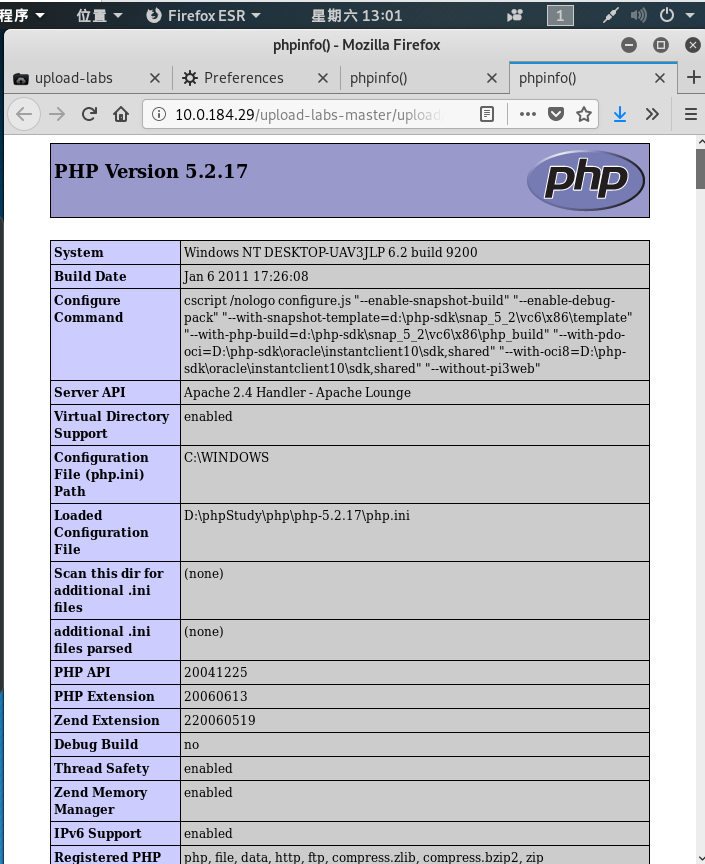 程序 位置 Firefox ESR 星期六 13:01 1
phpinfo() - Mozilla Firefox
upload-labs Preferences phpinfo() phpinfo()
10.0.184.29/upload-labs-master/upload
PHP Version 5.2.17
php
System Windows NT DESKTOP-UAV3JLP 6.2 build 9200
Build Date Jan 6 2011 17:26:08
Configure cscript /nologo configure.js "--enable-snapshot-build" "--enable-debug-
Command pack" "--with-snapshot-template=d:\php-sdk\snap_5_2\vc6\x86\template"
"--with-php-build=d:\php-sdk\snap_5_2\vc6\x86\php_build" "--with-pdo-
oci=D:\php-sdk\oracle\instantclient10\sdk,shared" "--with-oci8=D:\php-
sdk\oracle\instantclient10\sdk,shared" "--without-pi3web"
Server API Apache 2.4 Handler - Apache Lounge
Virtual Directory enabled
Support
Configuration C:\WINDOWS
File (php.ini)
Path
Loaded D:\phpStudy\php\php-5.2.17\php.ini
Configuration
File
Scan this dir for (none)
additional .ini
files
additional .ini (none)
files parsed
PHP API 20041225
PHP Extension 20060613
Zend Extension 220060519
Debug Build no
Thread Safety enabled
Zend Memory enabled
Manager
IPv6 Support enabled
Registered PHP php, file, data, http, ftp, compress.zlib, compress.bzip2, zip